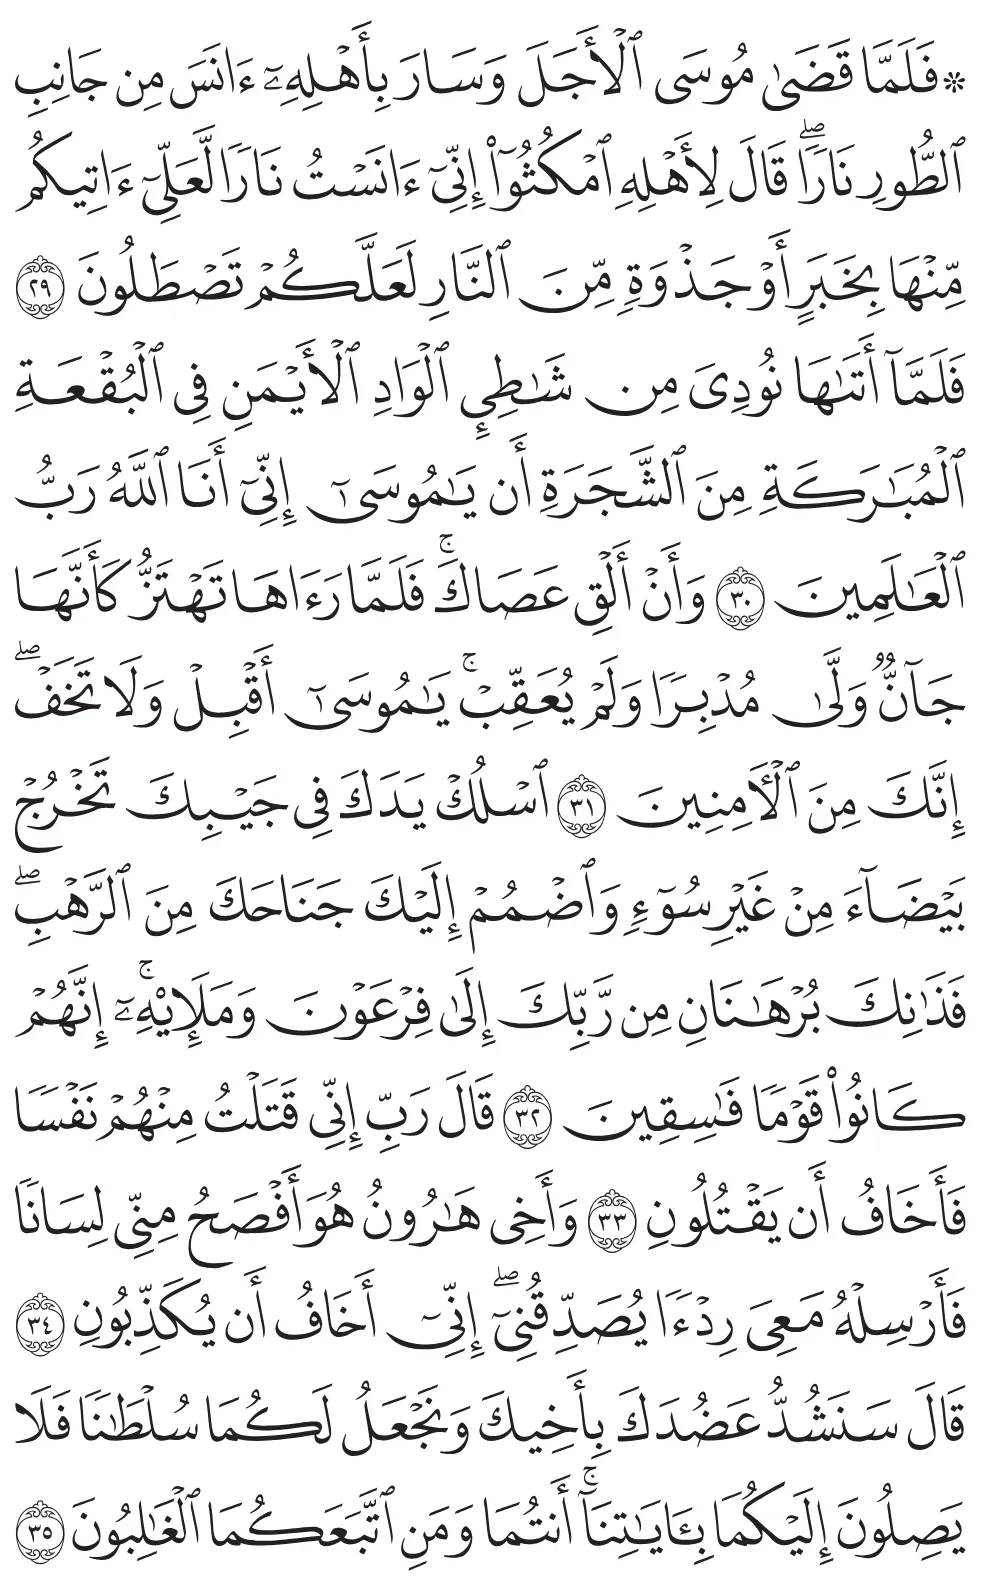 ۞ فَلَمَّا قَضَىٰ مُوسَى ٱلۡأَجَلَ وَسَارَ بِأَهۡلِهِۦٓ ءَانَسَ مِن جَانِبِ
ٱلطُّورِ نَارٗاۖ قَالَ لِأَهۡلِهِ ٱمۡكُثُوٓاْ إِنِّيٓ ءَانَسۡتُ نَارٗا لَّعَلِّيٓ ءَاتِيكُم
مِّنۡهَا بِخَبَرٍ أَوۡ جَذۡوَةٖ مِّنَ ٱلنَّارِ لَعَلَّكُمۡ تَصۡطَلُونَ ٢٩
فَلَمَّآ أَتَىٰهَا نُودِيَ مِن شَٰطِيِٕ ٱلۡوَادِ ٱلۡأَيۡمَنِ فِي ٱلۡبُقۡعَةِ
ٱلۡمُبَٰرَكَةِ مِنَ ٱلشَّجَرَةِ أَن يَٰمُوسَىٰٓ إِنِّيٓ أَنَا ٱللَّهُ رَبُّ
ٱلۡعَٰلَمِينَ ٣٠ وَأَنۡ أَلۡقِ عَصَاكَۚ فَلَمَّا رَءَاهَا تَهۡتَزُّ كَأَنَّهَا
جَآنّٞ وَلَّىٰ مُدۡبِرٗا وَلَمۡ يُعَقِّبۡۚ يَٰمُوسَىٰٓ أَقۡبِلۡ وَلَا تَخَفۡۖ
إِنَّكَ مِنَ ٱلۡأٓمِنِينَ ٣١ ٱسۡلُكۡ يَدَكَ فِي جَيۡبِكَ تَخۡرُجۡ
بَيۡضَآءَ مِنۡ غَيۡرِ سُوٓءٖ وَٱضۡمُمۡ إِلَيۡكَ جَنَاحَكَ مِنَ ٱلرَّهۡبِۖ
فَذَٰنِكَ بُرۡهَٰنَانِ مِن رَّبِّكَ إِلَىٰ فِرۡعَوۡنَ وَمَلَإِيْهِۦٓۚ إِنَّهُمۡ
كَانُواْ قَوۡمٗا فَٰسِقِينَ ٣٢ قَالَ رَبِّ إِنِّي قَتَلۡتُ مِنۡهُمۡ نَفۡسٗا
فَأَخَافُ أَن يَقۡتُلُونِ ٣٣ وَأَخِي هَٰرُونُ هُوَ أَفۡصَحُ مِنِّي لِسَانٗا
فَأَرۡسِلۡهُ مَعِيَ رِدۡءٗا يُصَدِّقُنِيٓۖ إِنِّيٓ أَخَافُ أَن يُكَذِّبُونِ ٣٤
قَالَ سَنَشُدُّ عَضُدَكَ بِأَخِيكَ وَنَجۡعَلُ لَكُمَا سُلۡطَٰنٗا فَلَا
يَصِلُونَ إِلَيۡكُمَا بِـَٔايَٰتِنَآۚ أَنتُمَا وَمَنِ ٱتَّبَعَكُمَا ٱلۡغَٰلِبُونَ ٣٥